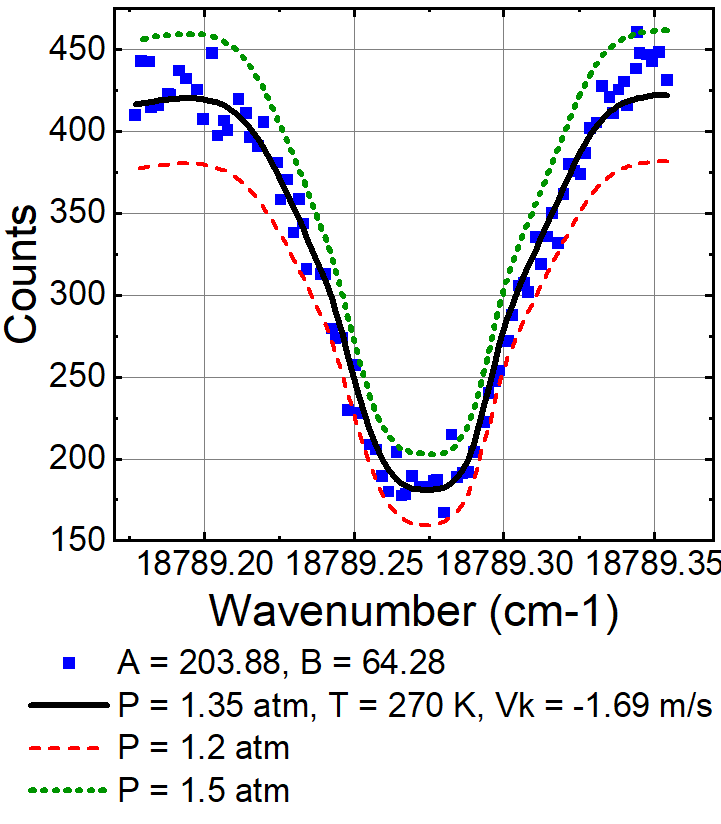 450
400
350
300
250
200
150
Counts
18789.20 18789.25 18789.30 18789.35
Wavenumber (cm-1)
A = 203.88, B = 64.28
P = 1.35 atm, T = 270 K, Vk = -1.69 m/s
P = 1.2 atm
P = 1.5 atm